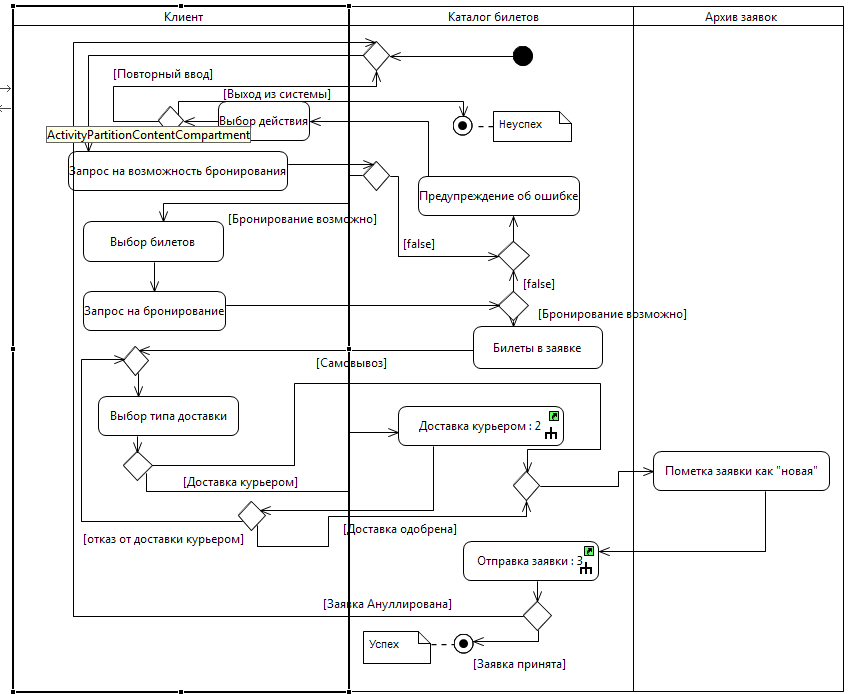 Клиент
Каталог билетов
Архив заявок
[Повторный ввод]
[Выход из системы]
Выбор действия
Неуспех
ActivityPartitionContentCompartment
Запрос на возможность бронирования
Предупреждение об ошибке
[Бронирование возможно]
Выбор билетов
[false]
[false]
Запрос на бронирование
[Бронирование возможно]
Билеты в заявке
[Самовывоз]
Выбор типа доставки
Доставка курьером : 2
Пометка заявки как "новая"
[Доставка курьером]
[Доставка одобрена]
[отказ от доставки курьером]
Отправка заявки : 3
[Заявка Ануллирована]
Успех
[Заявка принята]